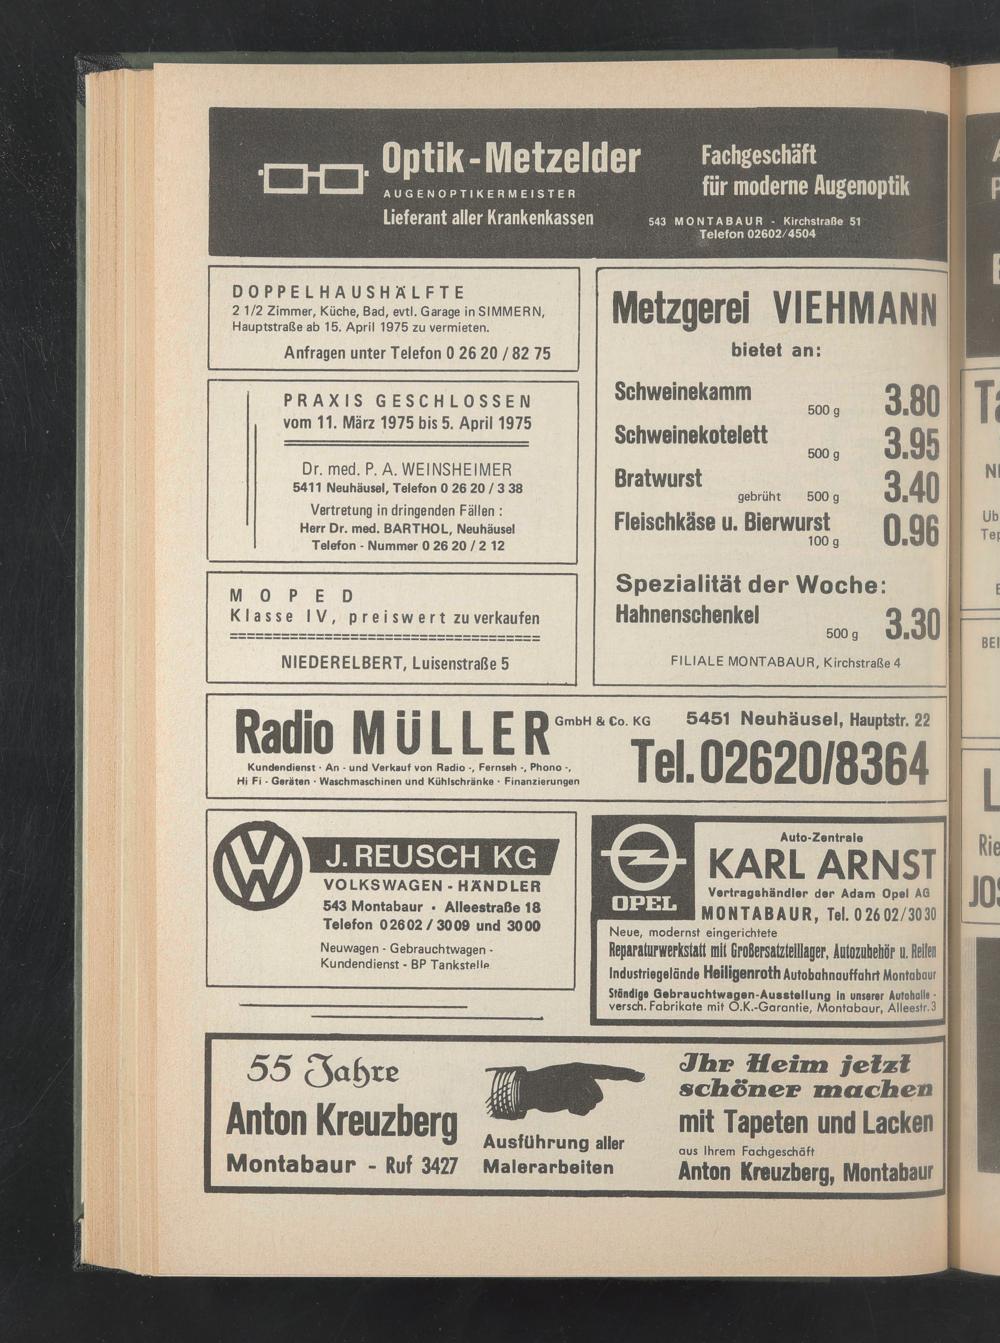 Optik-Metzelder
AUGENOPTIKERMEISTER
Lieferant aller Krankenkassen
Fachgeschäft
für moderne Augenoptik
543 MONTABAUR - Kirchstraße 51
Telefon 02602/4504
DOPPELHAUSHÄLFTE
2 1/2 Zimmer, Küche, Bad, evtl. Garage in SIMMERN,
Hauptstraße ab 15. April 1975 zu vermieten.
Anfragen unter Telefon 0 26 20 / 82 75
PRAXIS GESCHLOSSEN
vom 11. März 1975 bis 5. April 1975
Dr. med. P. A. WEINSHEIMER
5411 Neuhäusel, Telefon 0 26 20 / 3 38
Vertretung in dringenden Fällen :
Herr Dr. med. BARTHOL, Neuhäusel
Telefon - Nummer 0 26 20 / 2 12
MOPED
Klasse IV, preiswert zu verkaufen
NIEDERELBERT, Luisenstraße 5
Metzgerei VIEHMANN
bietet an:
Schweinekamm 500 g 3.80
Schweinekotelett 500 g 3.95
Bratwurst gebrüht 500 g 3.40
Fleischkäse u. Bierwurst 100 g 0.96
Spezialität der Woche:
Hahnenschenkel 500 g 3.30
FILIALE MONTABAUR, Kirchstraße 4
Radio MÜLLER GmbH & Co. KG
Kundendienst · An - und Verkauf von Radio -, Fernseh -, Phono -,
Hi Fi - Geräten · Waschmaschinen und Kühlschränke · Finanzierungen
5451 Neuhäusel, Hauptstr. 22
Tel. 02620/8364
VW
J. REUSCH KG
VOLKSWAGEN - HÄNDLER
543 Montabaur · Alleestraße 18
Telefon 02602 / 3009 und 3000
Neuwagen - Gebrauchtwagen -
Kundendienst - BP Tankstelle
OPEL
Auto-Zentrale
KARL ARNST
Vertragshändler der Adam Opel AG
MONTABAUR, Tel. 0 26 02/30 30
Neue, modernst eingerichtete
Reparaturwerkstatt mit Großersatzteillager, Autozubehör u. Reifen
Industriegelände Heiligenroth Autobahnauffahrt Montabaur
Ständige Gebrauchtwagen-Ausstellung in unserer Autohalle -
versch. Fabrikate mit O.K.-Garantie, Montabaur, Alleestr. 3
55 Jahre
Anton Kreuzberg
Montabaur - Ruf 3427
Ausführung aller
Malerarbeiten
Ihr Heim jetzt
schöner machen
mit Tapeten und Lacken
aus Ihrem Fachgeschäft
Anton Kreuzberg, Montabaur